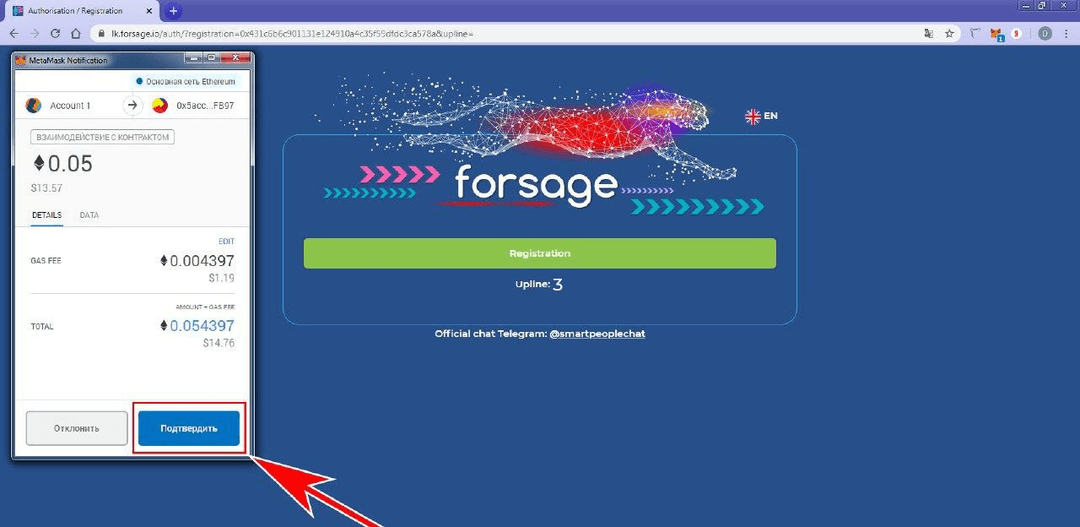 Authorisation / Registration
lk.forsage.io/auth/?registration=0x431c6b6c901131e124910a4c35f59dfdc3ca578a&upline=
MetaMask Notification
Основная сеть Ethereum
Account 1
0x5acc...FB97
ВЗАИМОДЕЙСТВИЕ С КОНТРАКТОМ
0.05
$13.57
DETAILS
DATA
EDIT
GAS FEE
0.004397
$1.19
AMOUNT + GAS FEE
TOTAL
0.054397
$14.76
Отклонить
Подтвердить
EN
forsage
Registration
Upline: 3
Official chat Telegram: @smartpeoplechat
1
Я
D